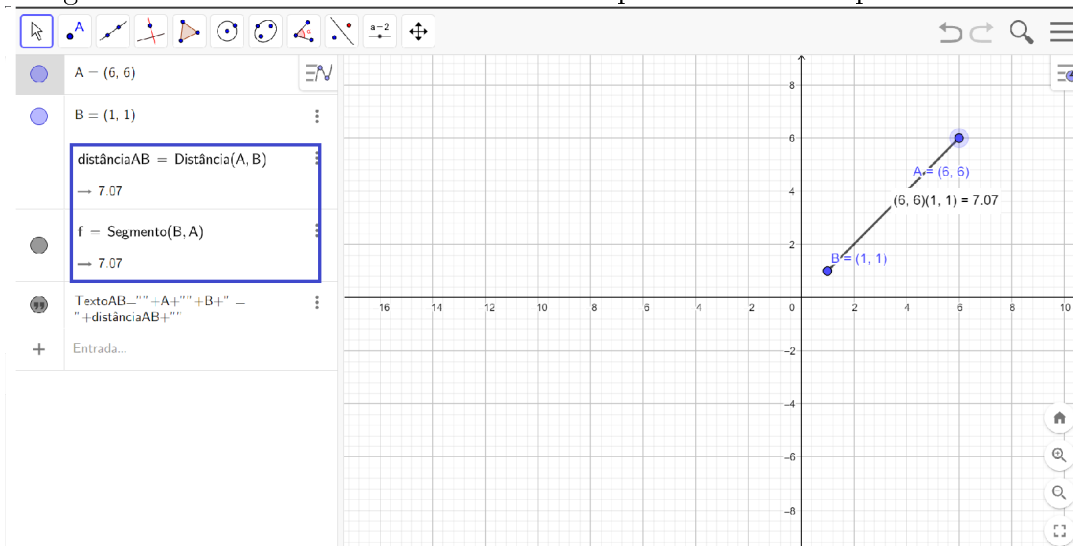 a=2
A = (6, 6)
B = (1, 1)
distânciaAB = Distância(A, B)
→ 7.07
f = Segmento(B, A)
→ 7.07
TextoAB=""+A+""+B+" =
"+distânciaAB+""
+ Entrada...
8
6
A = (6, 6)
4
(6, 6)(1, 1) = 7.07
2
B = (1, 1)
16 14 12 10 8 6 4 2 0 2 4 6 8 10
−2
−4
−6
−8